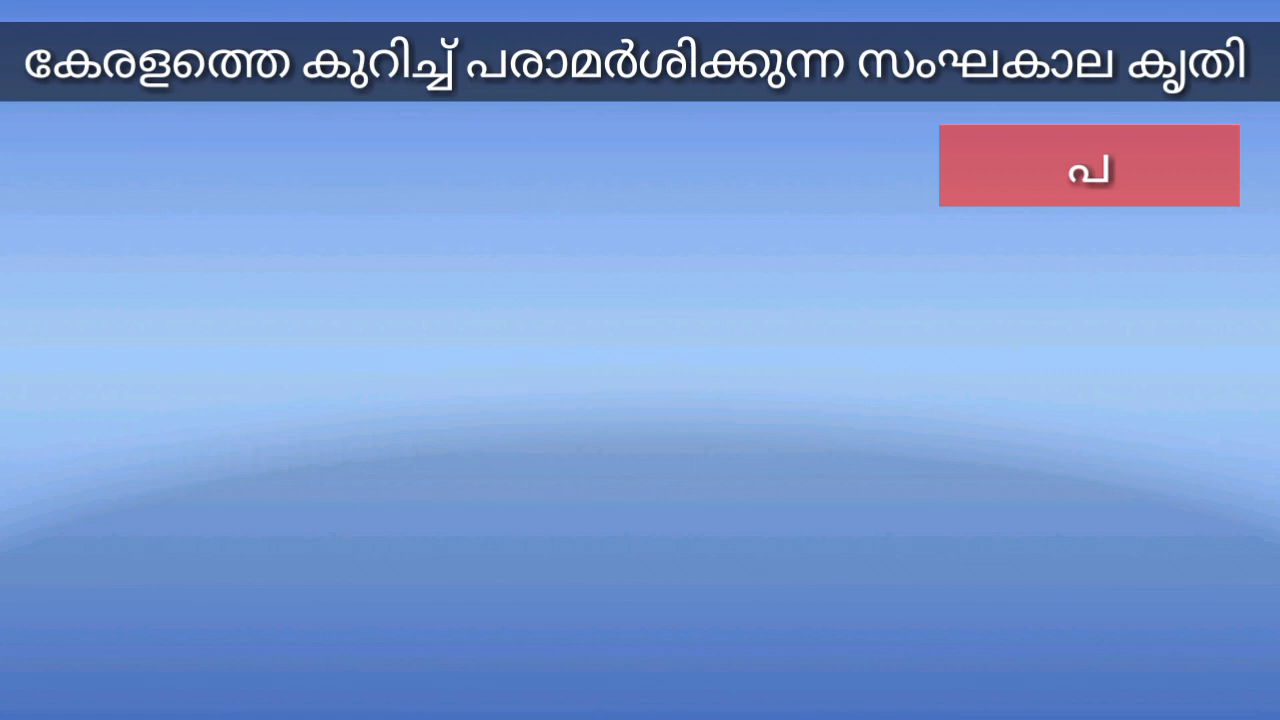 കേരളത്തെ കുറിച്ച് പരാമർശിക്കുന്ന സംഘകാല കൃതി
പ